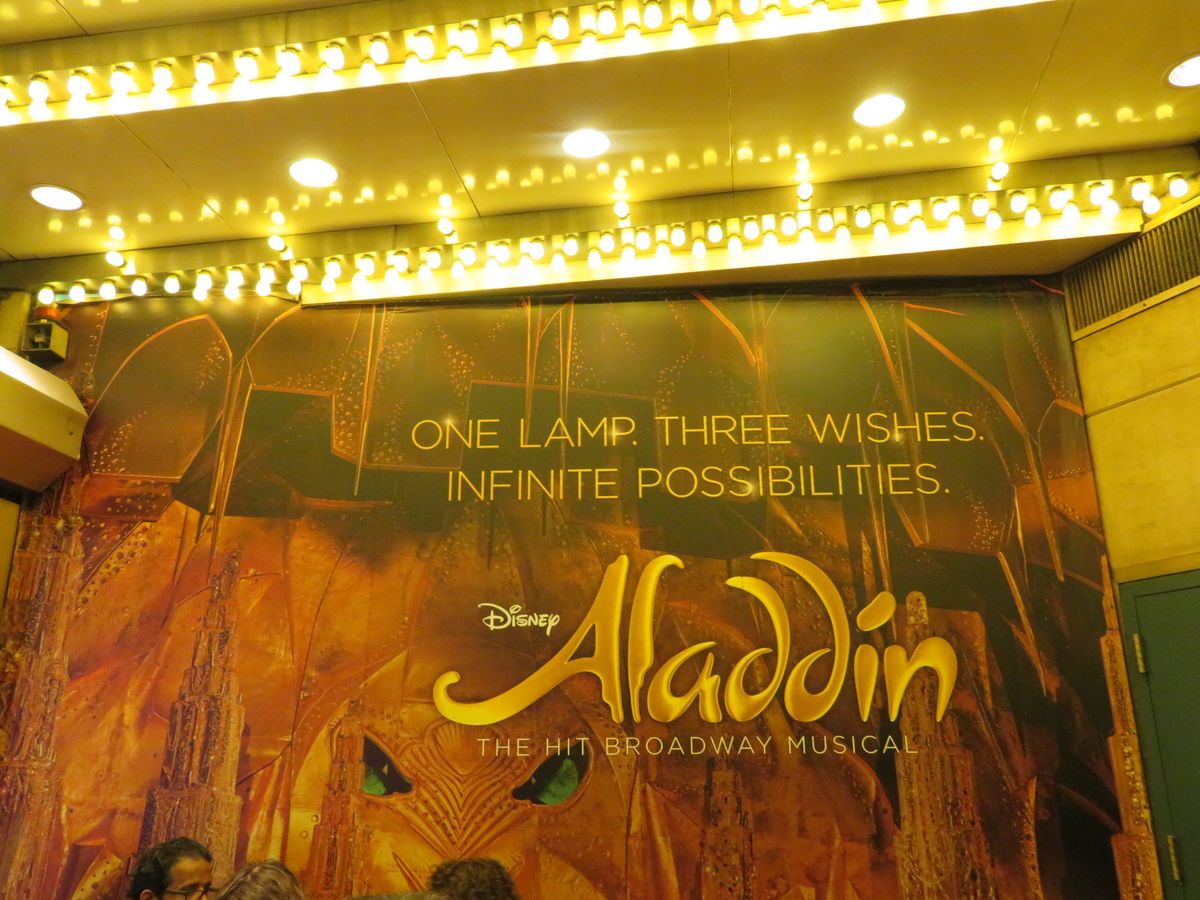 ONE LAMP. THREE WISHES.
INFINITE POSSIBILITIES.
DISNEY
Aladdin
THE HIT BROADWAY MUSICAL